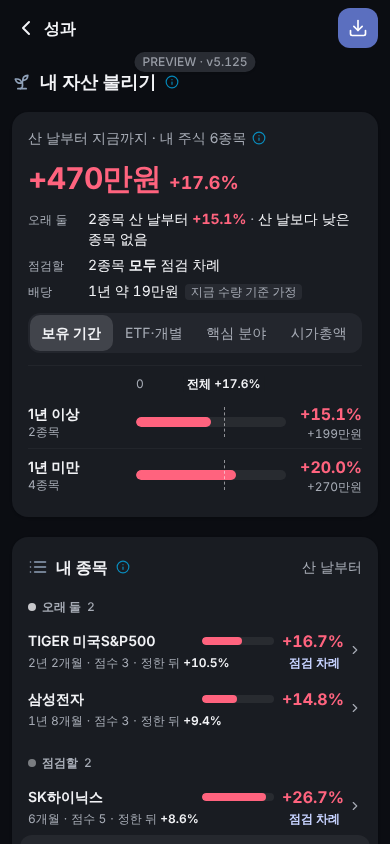 성과
PREVIEW · v5.125
내 자산 불리기
산 날부터 지금까지 · 내 주식 6종목
+470만원 +17.6%
오래 둘 2종목 산 날부터 +15.1% · 산 날보다 낮은
종목 없음
점검할 2종목 모두 점검 차례
배당 1년 약 19만원 지금 수량 기준 가정
보유 기간 ETF·개별 핵심 분야 시가총액
0 전체 +17.6%
1년 이상 +15.1%
2종목 +199만원
1년 미만 +20.0%
4종목 +270만원
내 종목 산 날부터
오래 둘 2
TIGER 미국S&P500 +16.7%
2년 2개월 · 점수 3 · 정한 뒤 +10.5% 점검 차례
삼성전자 +14.8%
1년 8개월 · 점수 3 · 정한 뒤 +9.4%
점검할 2
SK하이닉스 +26.7%
6개월 · 점수 5 · 정한 뒤 +8.6% 점검 차례